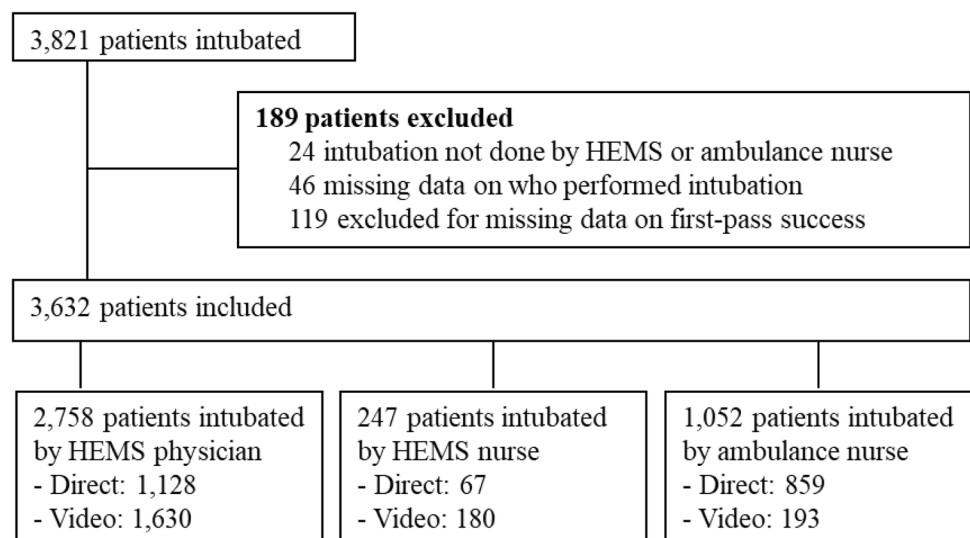 3,821 patients intubated
189 patients excluded
24 intubation not done by HEMS or ambulance nurse
46 missing data on who performed intubation
119 excluded for missing data on first-pass success
3,632 patients included
2,758 patients intubated
by HEMS physician
- Direct: 1,128
- Video: 1,630
247 patients intubated
by HEMS nurse
- Direct: 67
- Video: 180
1,052 patients intubated
by ambulance nurse
- Direct: 859
- Video: 193